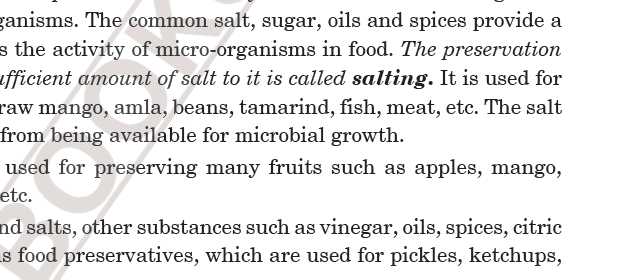 ganisms. The common salt, sugar, oils and spices provide a
s the activity of micro-organisms in food. The preservation
ufficient amount of salt to it is called salting. It is used for
raw mango, amla, beans, tamarind, fish, meat, etc. The salt
from being available for microbial growth.
used for preserving many fruits such as apples, mango,
etc.
nd salts, other substances such as vinegar, oils, spices, citric
s food preservatives, which are used for pickles, ketchups,
BOOK